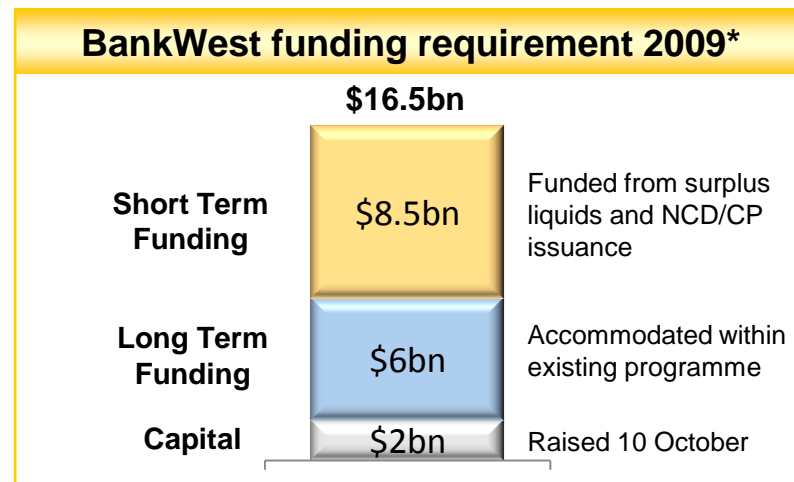 BankWest funding requirement 2009*
$16.5bn
Short Term
Funding
$8.5bn
Funded from surplus
liquids and NCD/CP
issuance
Long Term
Funding
$6bn
Accommodated within
existing programme
Capital
$2bn
Raised 10 October